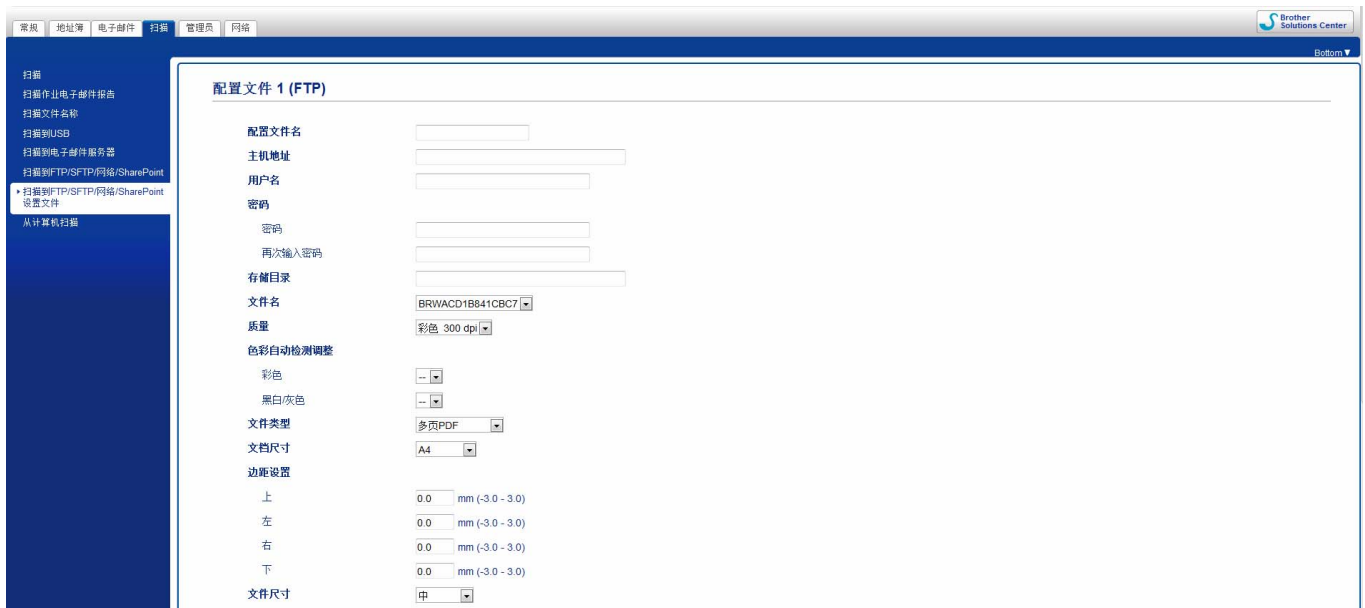 常规 地址簿 电子邮件 扫描 管理员 网络
Brother
Solutions Center
Bottom▼
扫描
扫描作业电子邮件报告
扫描文件名称
扫描到USB
扫描到电子邮件服务器
扫描到FTP/SFTP/网络/SharePoint
扫描到FTP/SFTP/网络/SharePoint
设置文件
从计算机扫描
配置文件 1 (FTP)
配置文件名
主机地址
用户名
密码
密码
再次输入密码
存储目录
文件名 BRWACD1B841CBC7
质量 彩色 300 dpi
色彩自动检测调整
彩色 --
黑白/灰色 --
文件类型 多页PDF
文档尺寸 A4
边距设置
上 0.0 mm (-3.0 - 3.0)
左 0.0 mm (-3.0 - 3.0)
右 0.0 mm (-3.0 - 3.0)
下 0.0 mm (-3.0 - 3.0)
文件尺寸 中